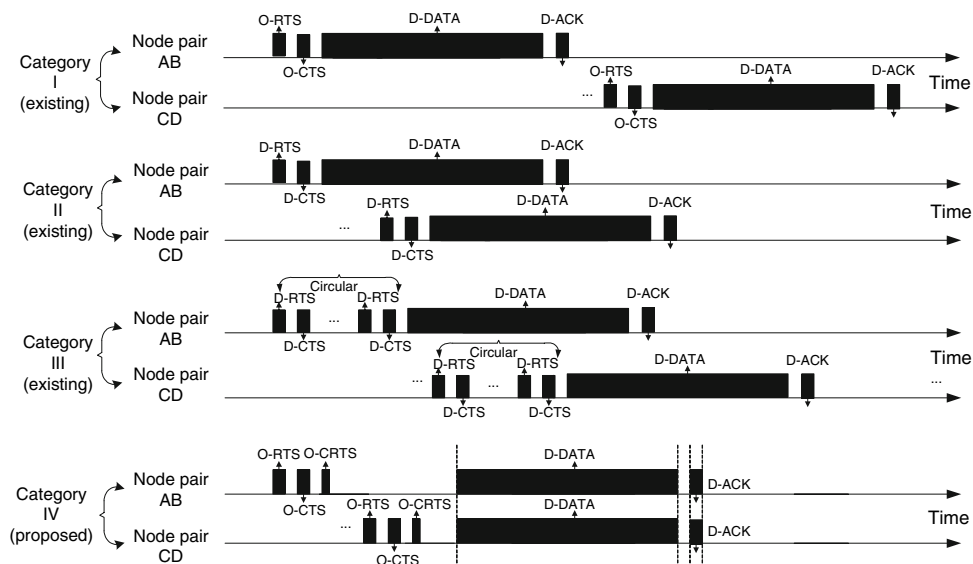 O-RTS D-DATA D-ACK
Category
I
(existing)
Node pair
AB
O-CTS
O-RTS D-DATA D-ACK
Time
Node pair
CD
...
O-CTS
D-RTS D-DATA D-ACK
Category
II
(existing)
Node pair
AB
D-CTS
D-RTS D-DATA D-ACK
Time
Node pair
CD
...
D-CTS
Circular
D-RTS D-RTS D-DATA D-ACK
Category
III
(existing)
Node pair
AB
...
D-CTS D-CTS
Circular
D-RTS D-RTS D-DATA D-ACK
Time
Node pair
CD
... ... ...
D-CTS D-CTS
O-RTS O-CRTS D-DATA
Category
IV
(proposed)
Node pair
AB
D-ACK
O-CTS
O-RTS O-CRTS D-DATA
Time
Node pair
CD
...
D-ACK
O-CTS